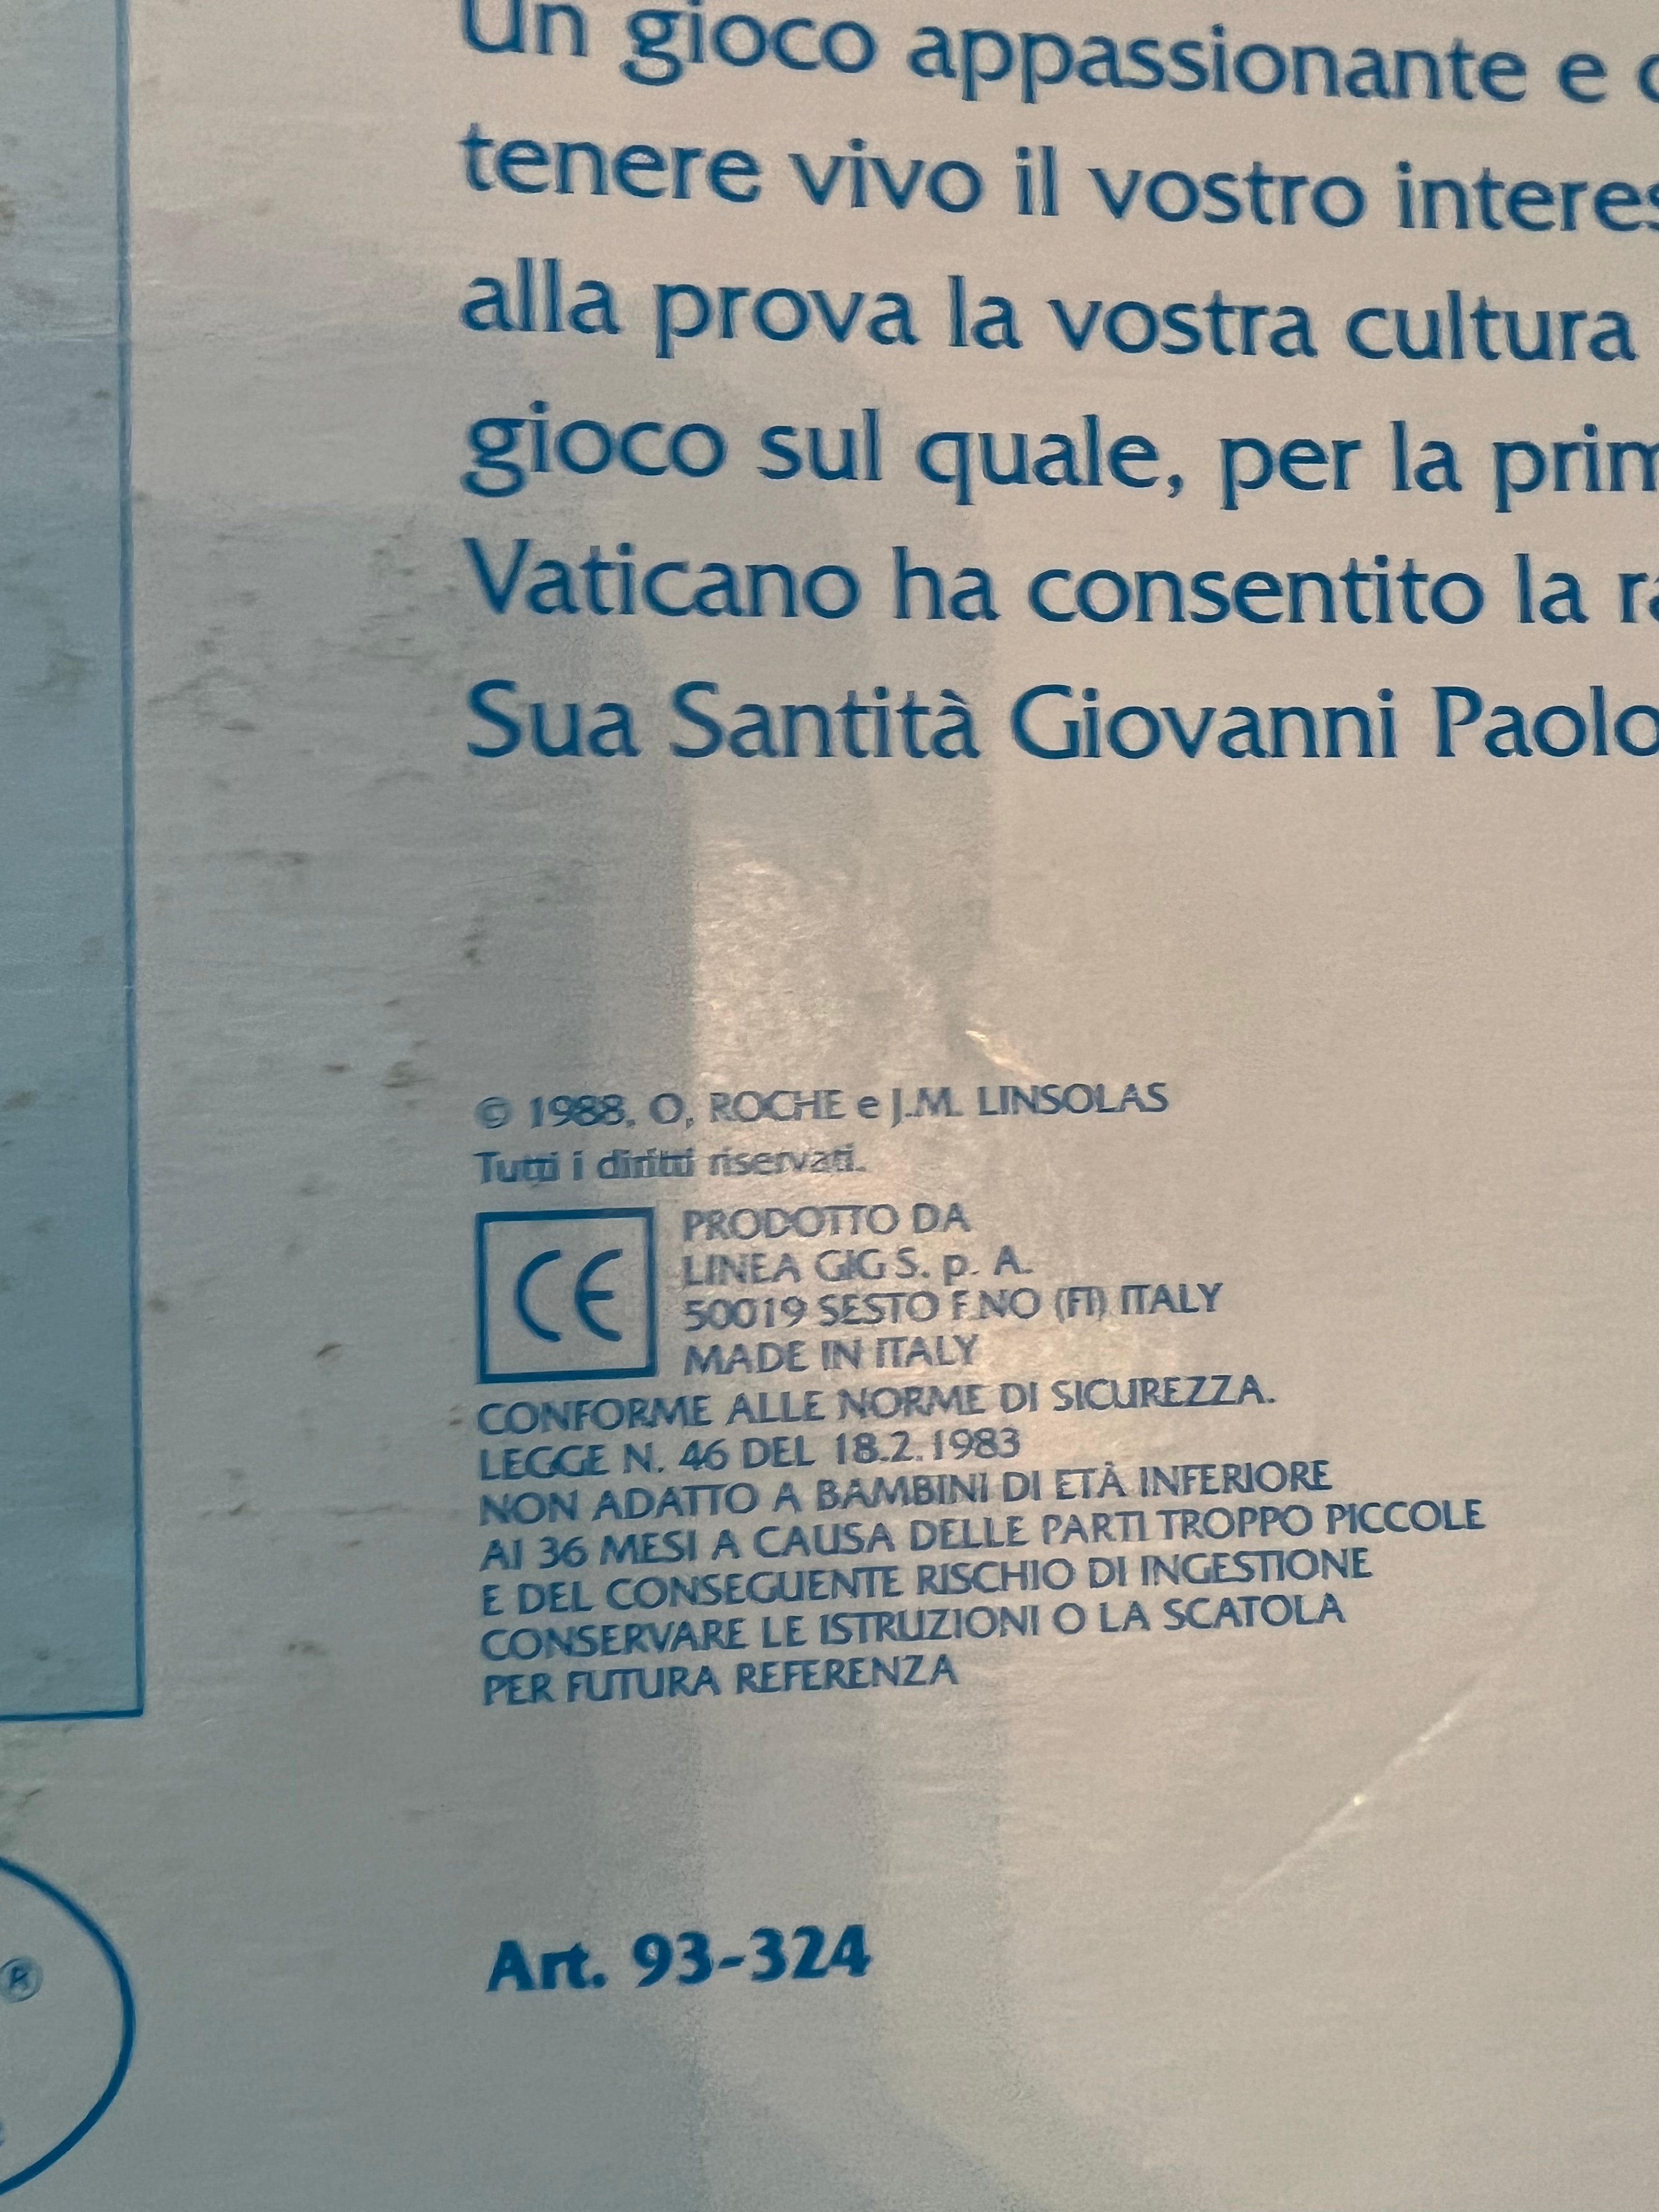 Un gioco appassionante e
tenere vivo il vostro
alla prova la vostra cultura
gioco sul quale, per la
Vaticano ha consentito la
Sua Santità Giovanni Paolo
© 1988, O, ROCHE e J.M. LINSOLAS
Tutti i diritti riservati.
CE
PRODOTTO DA
LINEA GIG S. p. A.
50019 SESTO F.NO (FI) ITALY
MADE IN ITALY
CONFORME ALLE NORME DI SICUREZZA.
LEGGE N. 46 DEL 18.2.1983
NON ADATTO A BAMBINI DI ETÀ INFERIORE
AI 36 MESI A CAUSA DELLE PARTI TROPPO PICCOLE
E DEL CONSEGUENTE RISCHIO DI INGESTIONE
CONSERVARE LE ISTRUZIONI O LA SCATOLA
PER FUTURA REFERENZA
®
Art. 93-324